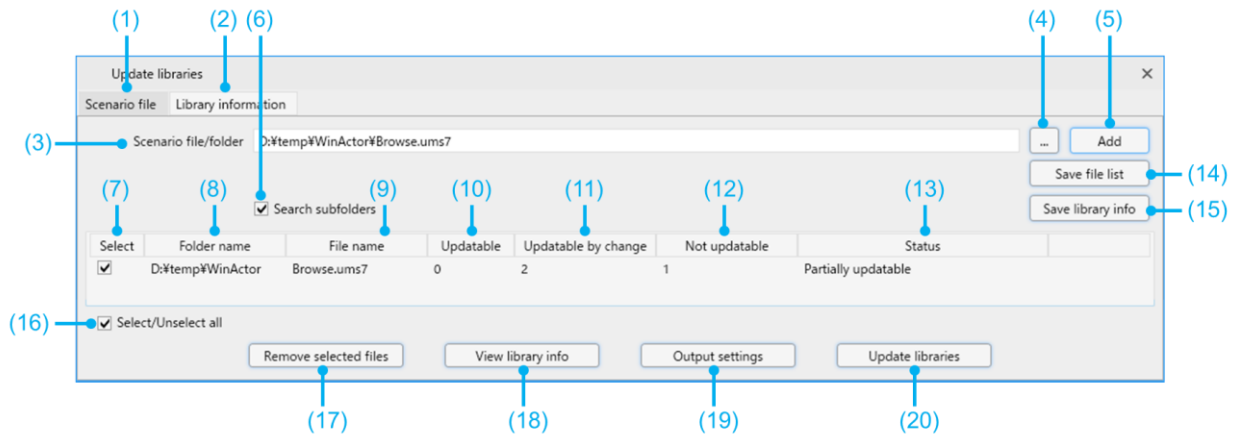 (1) (2) (6) (4) (5)
Update libraries
Scenario file Library information
(3) Scenario file/folder D:¥temp¥WinActor¥Browse.ums7 ... Add
Save file list (14)
(7) (8) (9) (10) (11) (12) (13)
Search subfolders Save library info (15)
Select Folder name File name Updatable Updatable by change Not updatable Status
D:¥temp¥WinActor Browse.ums7 0 2 1 Partially updatable
(16) Select/Unselect all
Remove selected files View library info Output settings Update libraries
(17) (18) (19) (20)